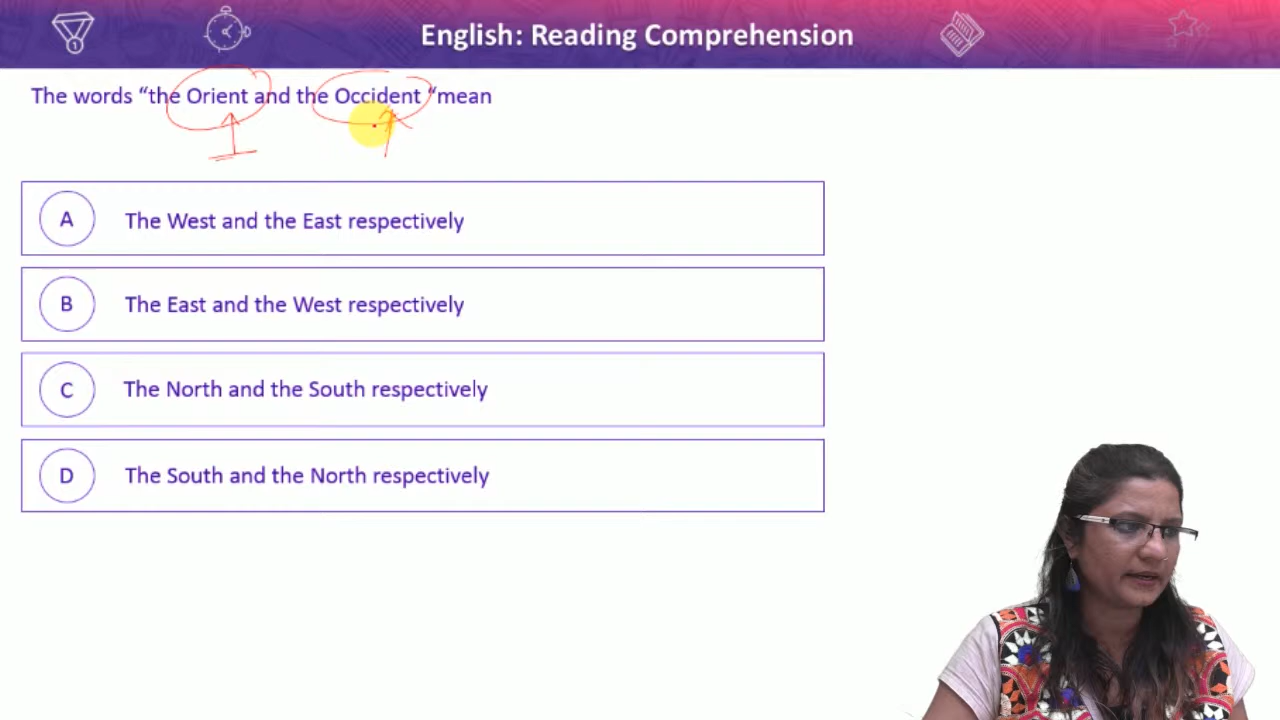 English: Reading Comprehension
The words “the Orient and the Occident “mean
A
The West and the East respectively
B
The East and the West respectively
C
The North and the South respectively
D
The South and the North respectively